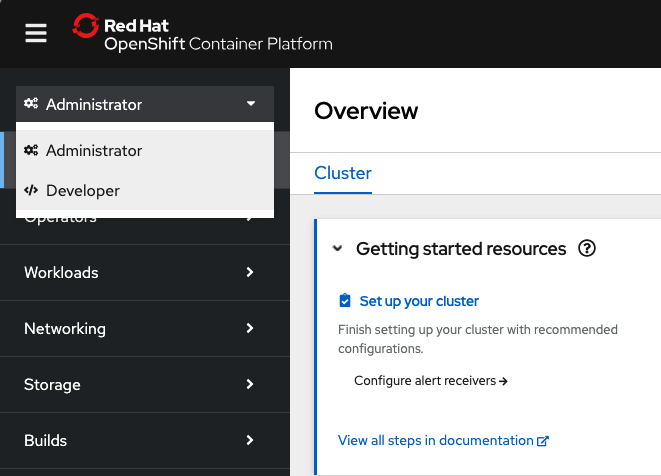 Red Hat
OpenShift Container Platform
Administrator
Administrator
Developer
Operators
Workloads
Networking
Storage
Builds
Overview
Cluster
Getting started resources
Set up your cluster
Finish setting up your cluster with recommended
configurations.
Configure alert receivers
View all steps in documentation